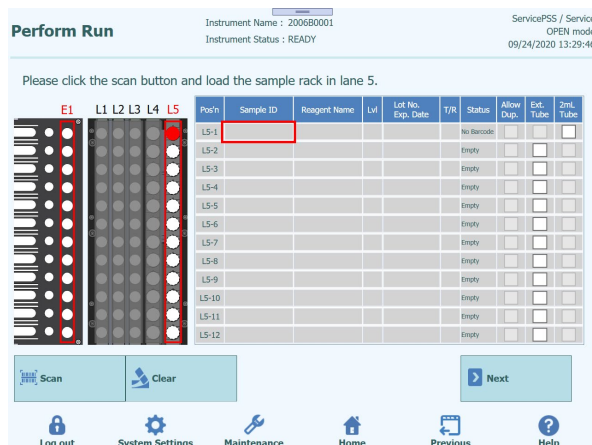 Perform Run
Instrument Name : 2006B0001
Instrument Status : READY
ServicePSS / Service
OPEN mode
09/24/2020 13:29:46
Please click the scan button and load the sample rack in lane 5.
E1 L1 L2 L3 L4 L5
Pos'n Sample ID Reagent Name Lvl Lot No. Exp. Date T/R Status Allow Dup. Ext. Tube 2mL Tube
L5-1 No Barcode
L5-2 Empty
L5-3 Empty
L5-4 Empty
L5-5 Empty
L5-6 Empty
L5-7 Empty
L5-8 Empty
L5-9 Empty
L5-10 Empty
L5-11 Empty
L5-12 Empty
Scan Clear Next
Log out System Settings Maintenance Home Previous Help